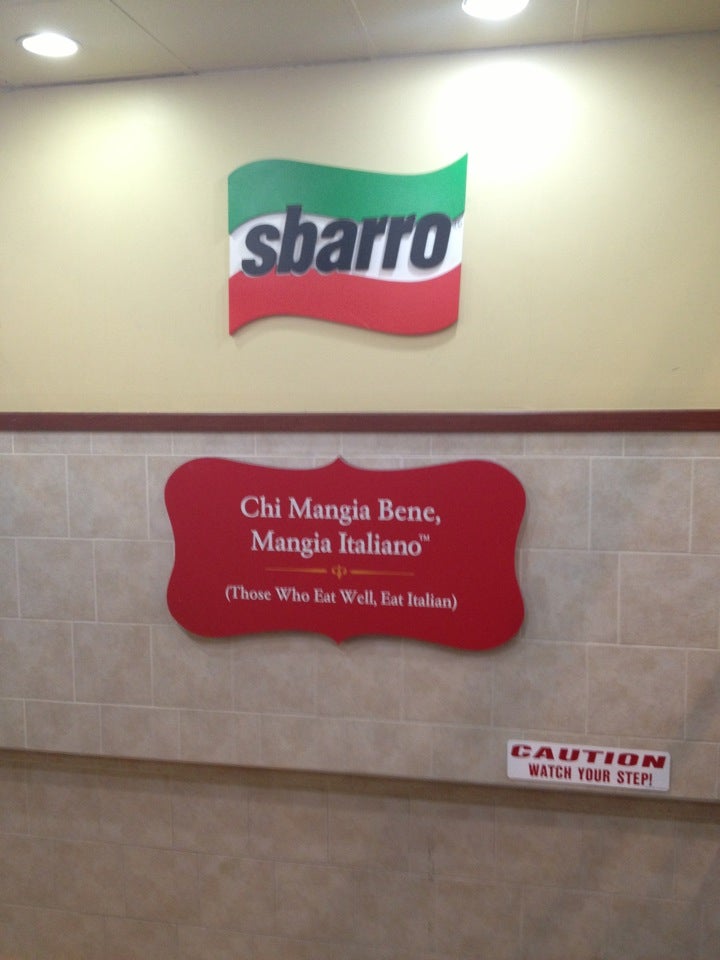 sbarro
Chi Mangia Bene,
Mangia Italiano™
(Those Who Eat Well, Eat Italian)
CAUTION
WATCH YOUR STEP!